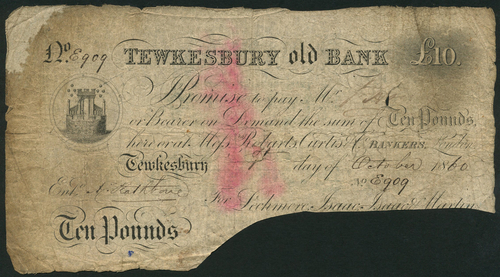 No E909. TEWKESBURY old BANK £10.
I Promise to pay Mr.
or Bearer on Demand the sum of Ten Pounds,
here or at Messrs Robarts Curtis & BANKERS, London
Tewkesbury day of October 1860
No E909
Entd
For Lechmere, Isaac, Isaac & Martin
Ten Pounds